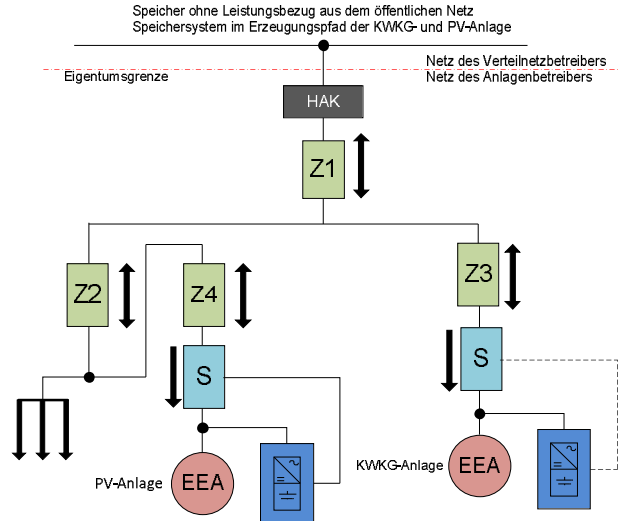 Speicher ohne Leistungsbezug aus dem öffentlichen Netz
Speichersystem im Erzeugungspfad der KWKG- und PV-Anlage
Netz des Verteilnetzbetreibers
Eigentumsgrenze
Netz des Anlagenbetreibers
HAK
Z1
Z2
Z4
Z3
S
S
PV-Anlage
EEA
KWKG-Anlage
EEA